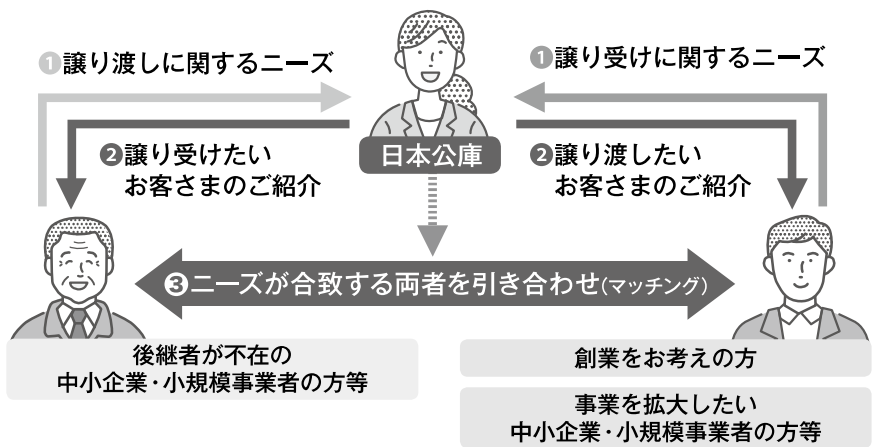 ❶譲り渡しに関するニーズ
❶譲り受けに関するニーズ
❷譲り受けたい
お客さまのご紹介
日本公庫
❷譲り渡したい
お客さまのご紹介
❸ニーズが合致する両者を引き合わせ(マッチング)
後継者が不在の
中小企業・小規模事業者の方等
創業をお考えの方
事業を拡大したい
中小企業・小規模事業者の方等